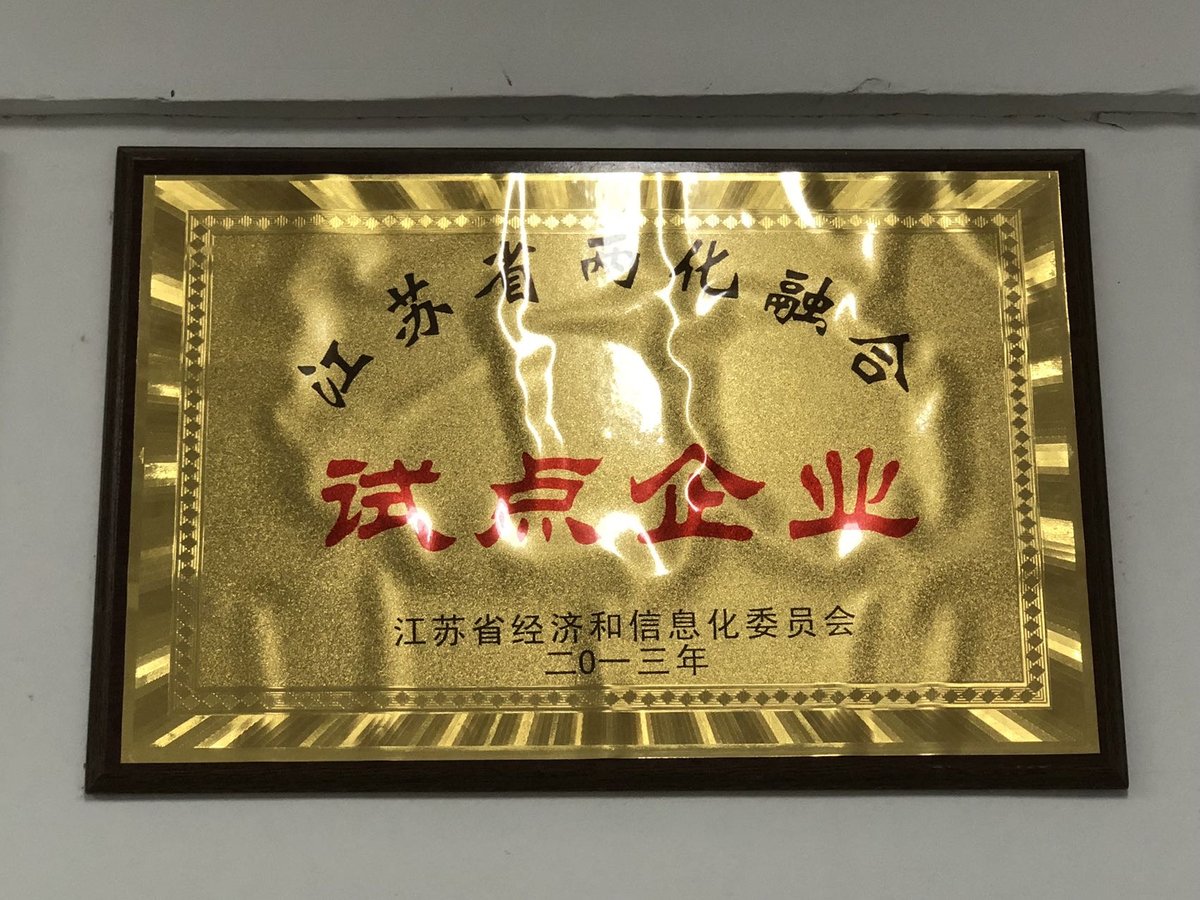 江苏省两化融合
试点企业
江苏省经济和信息化委员会
二0一三年